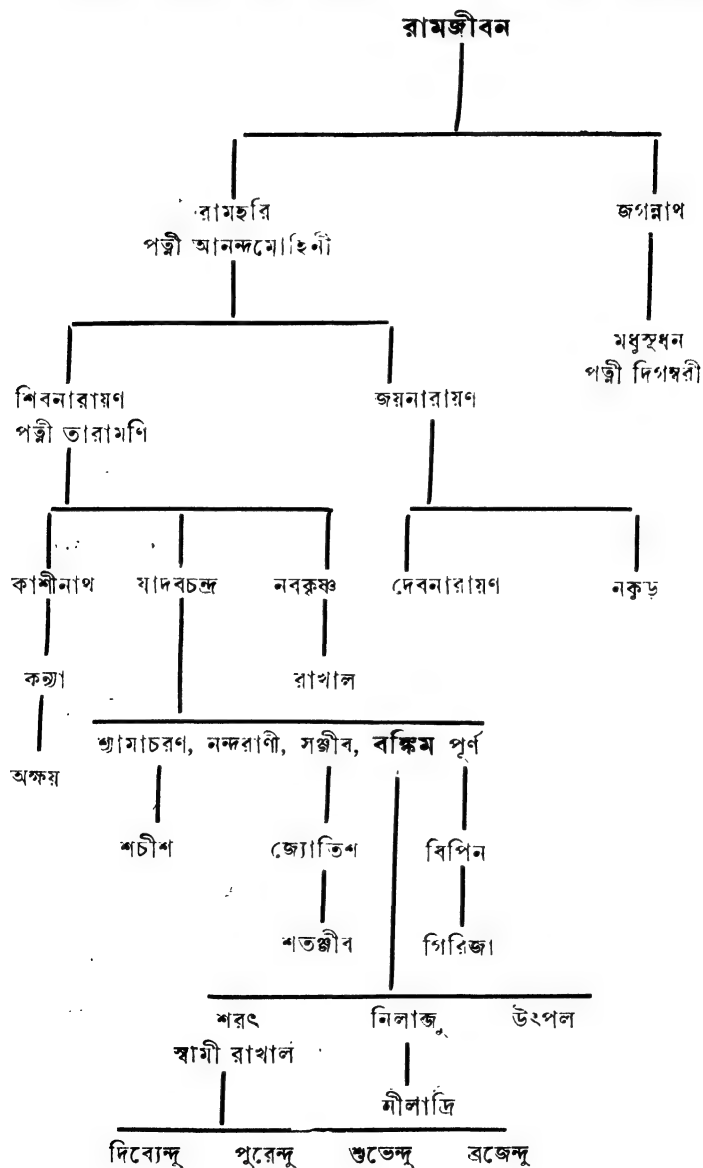 রামজীবন
রামহরি জগন্নাথ
পত্নী আনন্দমোহিনী
মধুসূধন
পত্নী দিগম্বরী
শিবনারায়ণ জয়নারায়ণ
পত্নী তারামণি
কাশীনাথ যাদবচন্দ্র নবকৃষ্ণ দেবনারায়ণ নকুড়
কন্যা রাখাল
শ্যামাচরণ, নন্দরাণী, সঞ্জীব, বঙ্কিম পূর্ণ
অক্ষয়
শচীশ জ্যোতিশ বিপিন
শতঞ্জীব গিরিজা
শরৎ নিলাব্জ উৎপল
স্বামী রাখাল
নীলাদ্রি
দিব্যেন্দু পুরেন্দু শুভেন্দু ব্রজেন্দু